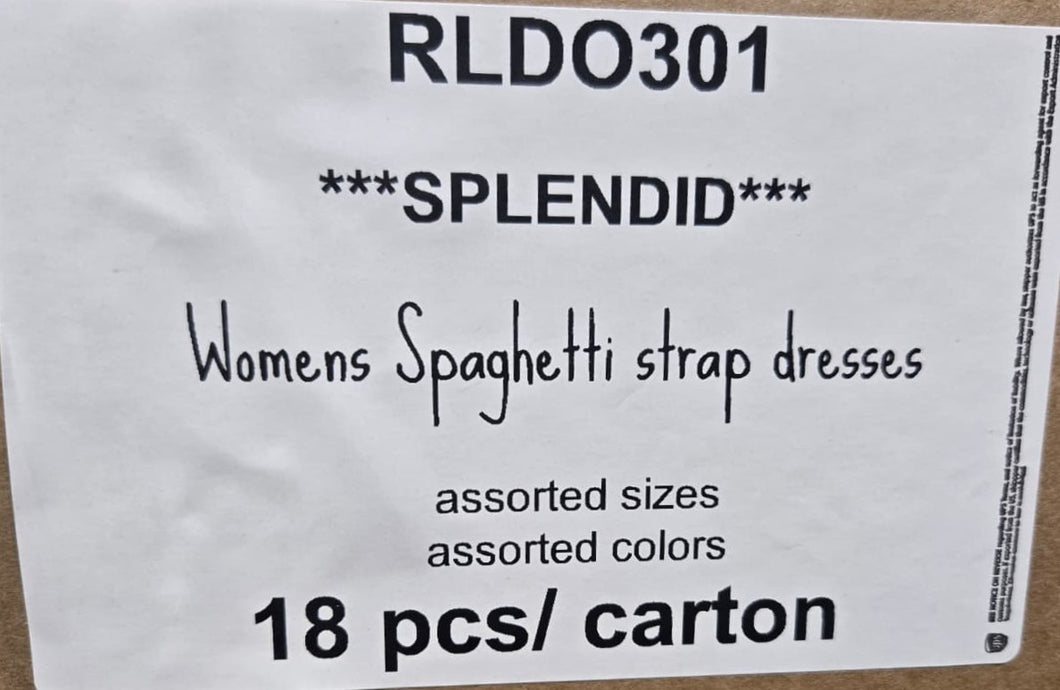 RLDO301
***SPLENDID***
Womens Spaghetti strap dresses
assorted sizes
assorted colors
18 pcs/ carton